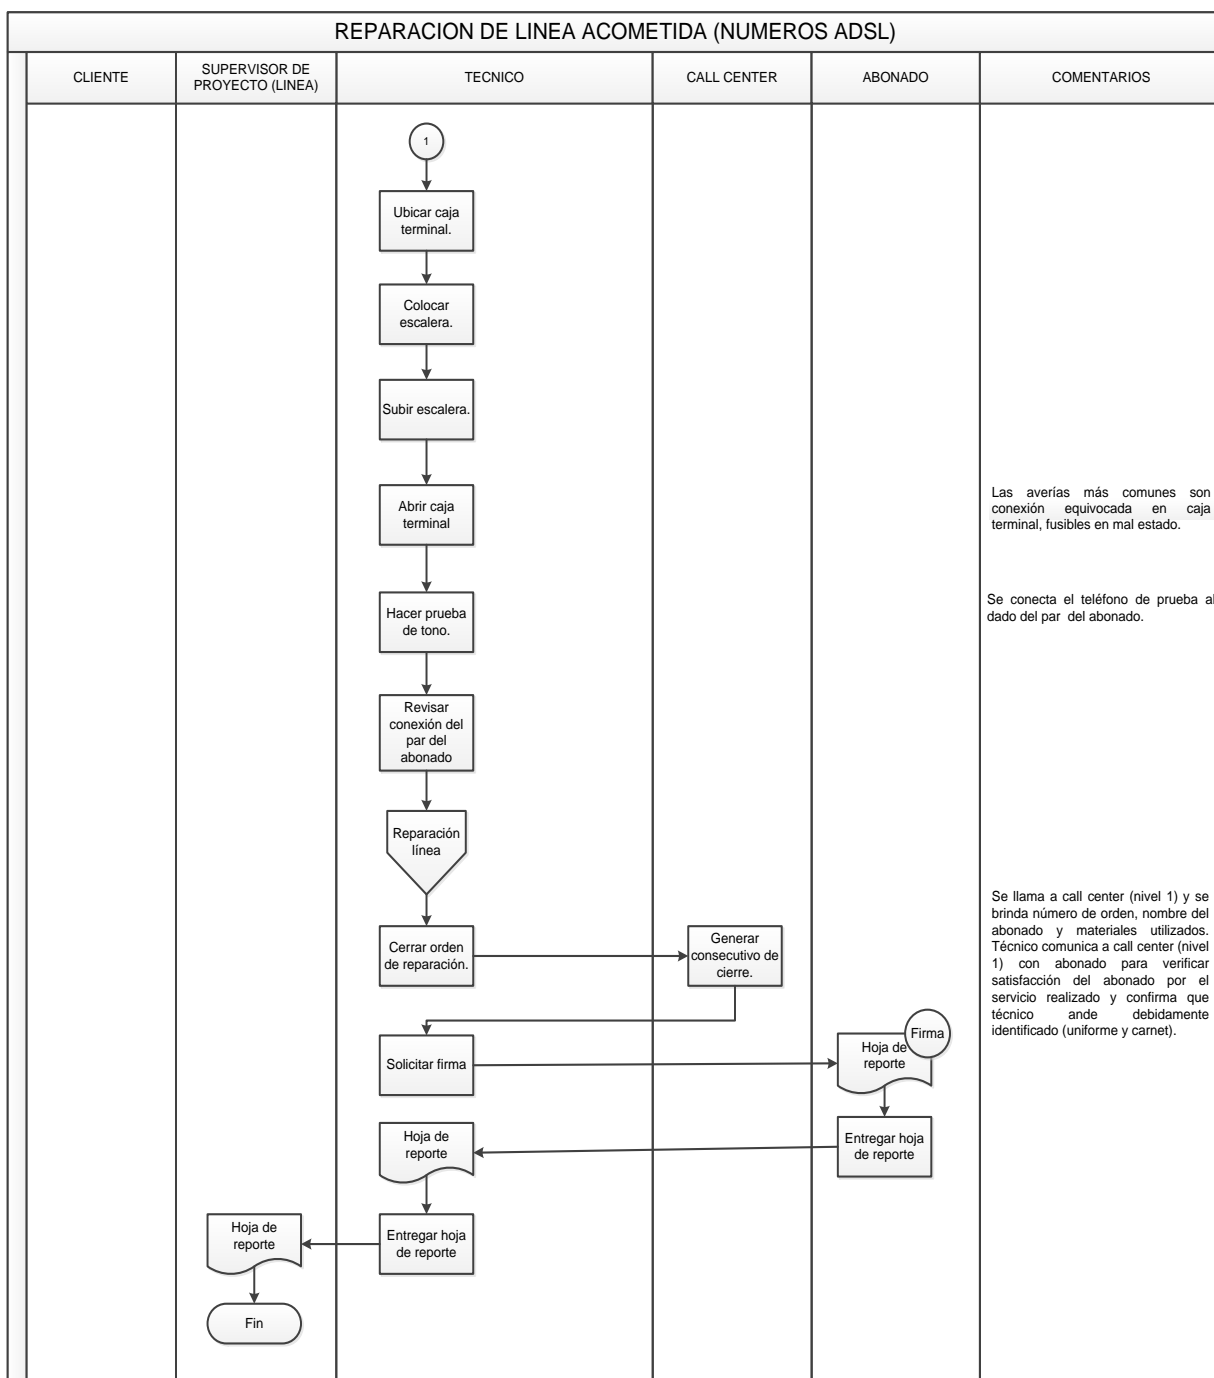 REPARACION DE LINEA ACOMETIDA (NUMEROS ADSL)
CLIENTE
SUPERVISOR DE
PROYECTO (LINEA)
TECNICO
CALL CENTER
ABONADO
COMENTARIOS
1
Ubicar caja
terminal.
Colocar
escalera.
Subir escalera.
Abrir caja
terminal
Las averías más comunes son
conexión equivocada en caja
terminal, fusibles en mal estado.
Hacer prueba
de tono.
Se conecta el teléfono de prueba al
dado del par del abonado.
Revisar
conexión del
par del
abonado
Reparación
línea
Cerrar orden
de reparación.
Generar
consecutivo de
cierre.
Se llama a call center (nivel 1) y se
brinda número de orden, nombre del
abonado y materiales utilizados.
Técnico comunica a call center (nivel
1) con abonado para verificar
satisfacción del abonado por el
servicio realizado y confirma que
técnico ande debidamente
identificado (uniforme y carnet).
Solicitar firma
Firma
Hoja de
reporte
Entregar hoja
de reporte
Hoja de
reporte
Entregar hoja
de reporte
Hoja de
reporte
Fin